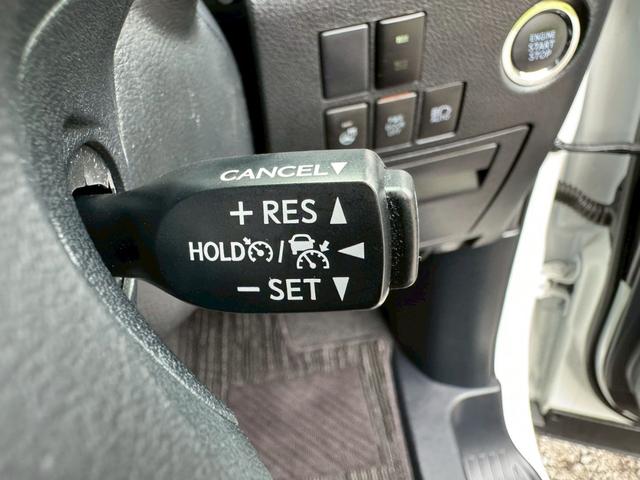 ENGINE
START
STOP
CANCEL▼
+ RES ▲
HOLD / ◀
− SET ▼